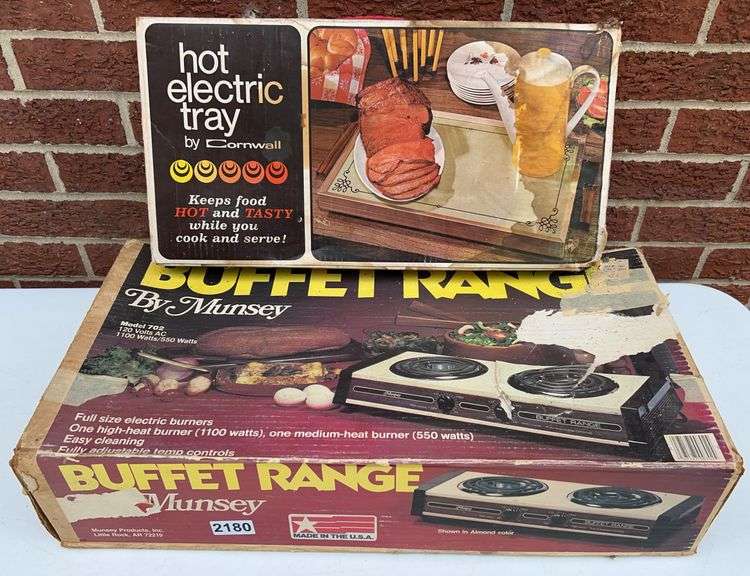 hot
electric
tray
by Cornwall
Keeps food
HOT and TASTY
while you
cook and serve!
BUFFET RANG
By Munsey
Model 702
120 Volts AC
1100 Watts/550 Watts
BUFFET RANGE
Full size electric burners
One high-heat burner (1100 watts), one medium-heat burner (550 watts)
Easy cleaning
Fully adjustable temp controls
BUFFET RANGE
Munsey
BUFFET RANGE
Munsey Products, Inc.
Little Rock, AR 72219
2180
MADE IN THE U.S.A.
Shown in Almond color